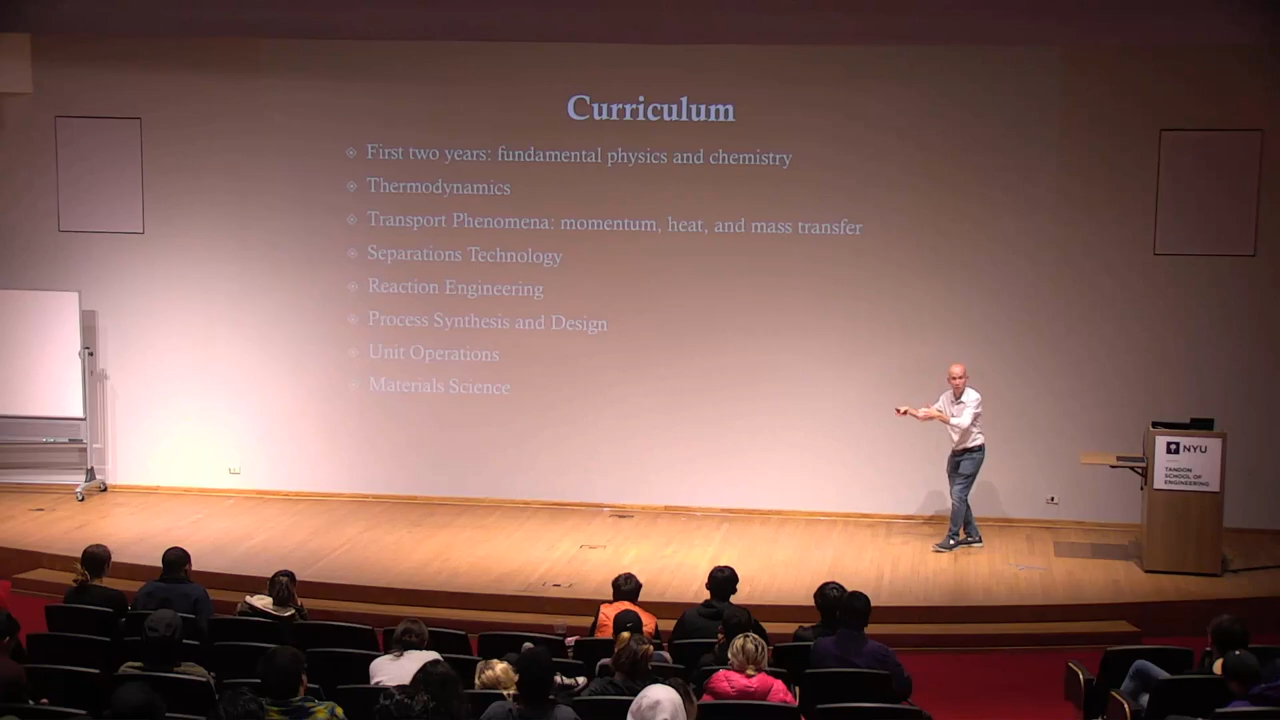 Curriculum
First two years: fundamental physics and chemistry
Thermodynamics
Transport Phenomena: momentum, heat, and mass transfer
Separations Technology
Reaction Engineering
Process Synthesis and Design
Unit Operations
Materials Science
NYU
TANDON
SCHOOL OF
ENGINEERING